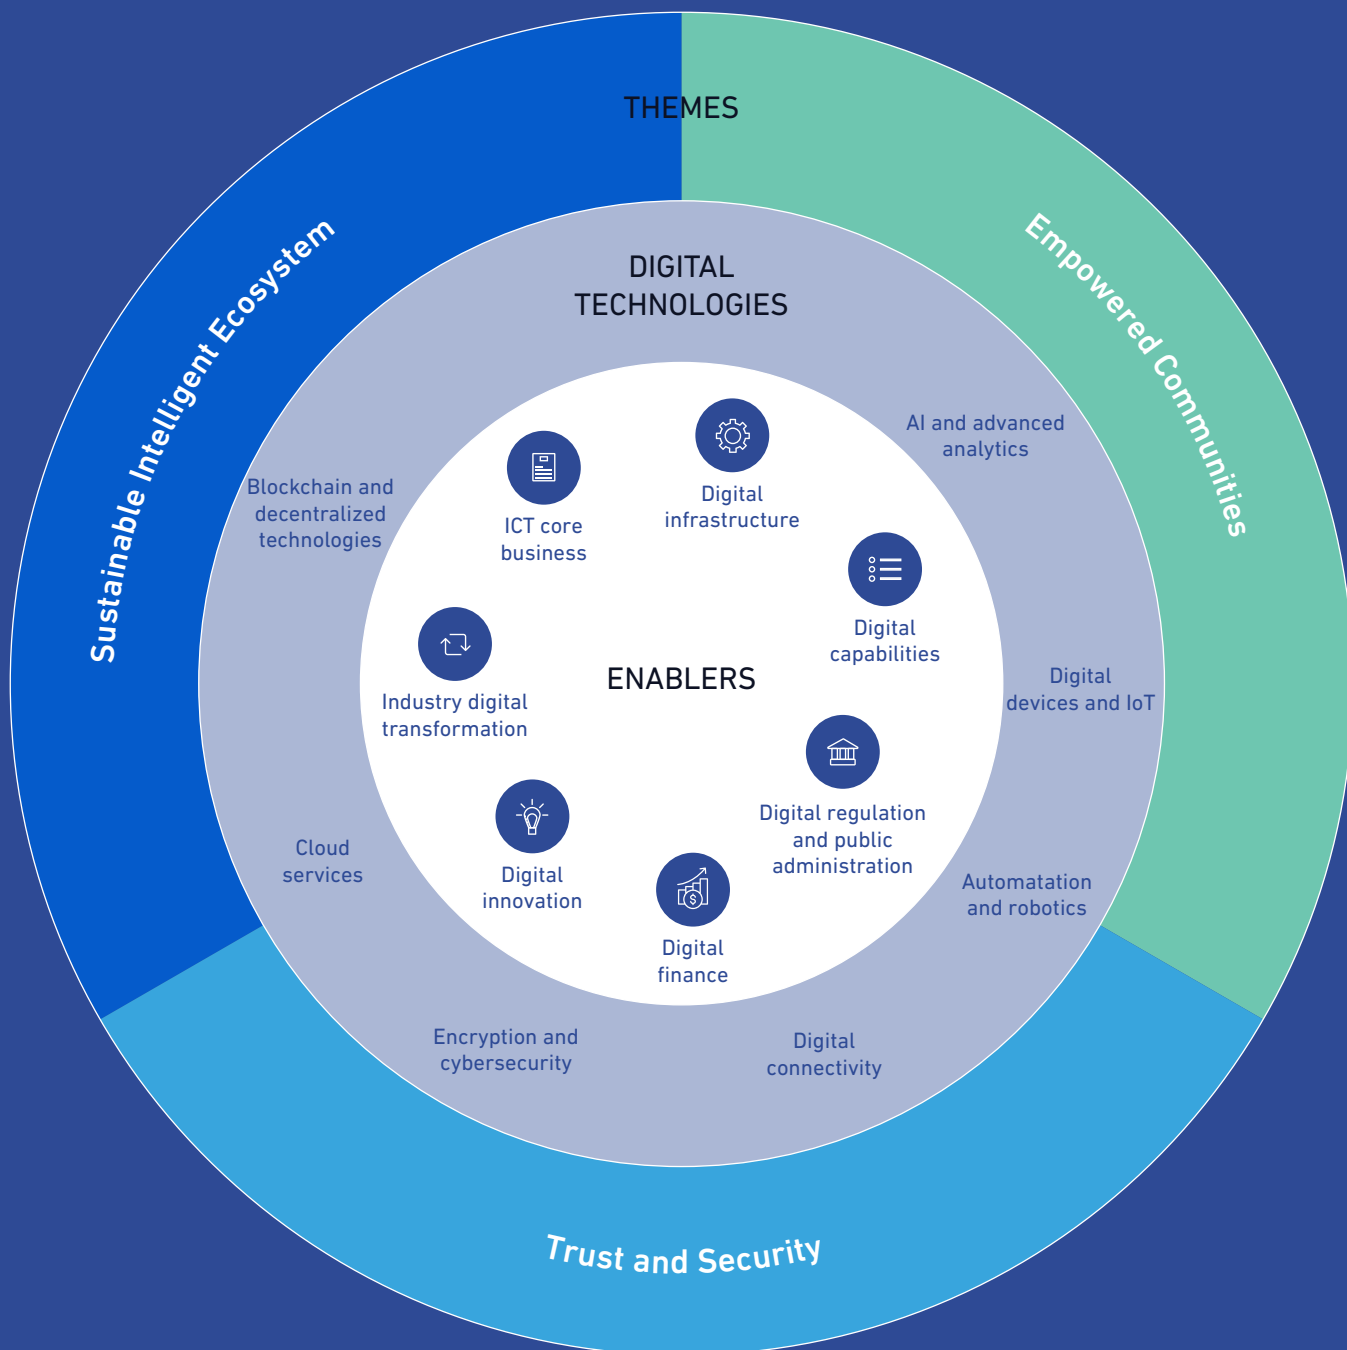 THEMES
Sustainable Intelligent Ecosystem
Empowered Communities
Trust and Security
DIGITAL
TECHNOLOGIES
AI and advanced
analytics
Digital
devices and IoT
Automatation
and robotics
Digital
connectivity
Encryption and
cybersecurity
Cloud
services
Blockchain and
decentralized
technologies
ENABLERS
Digital
infrastructure
Digital
capabilities
Digital regulation
and public
administration
Digital
finance
Digital
innovation
Industry digital
transformation
ICT core
business